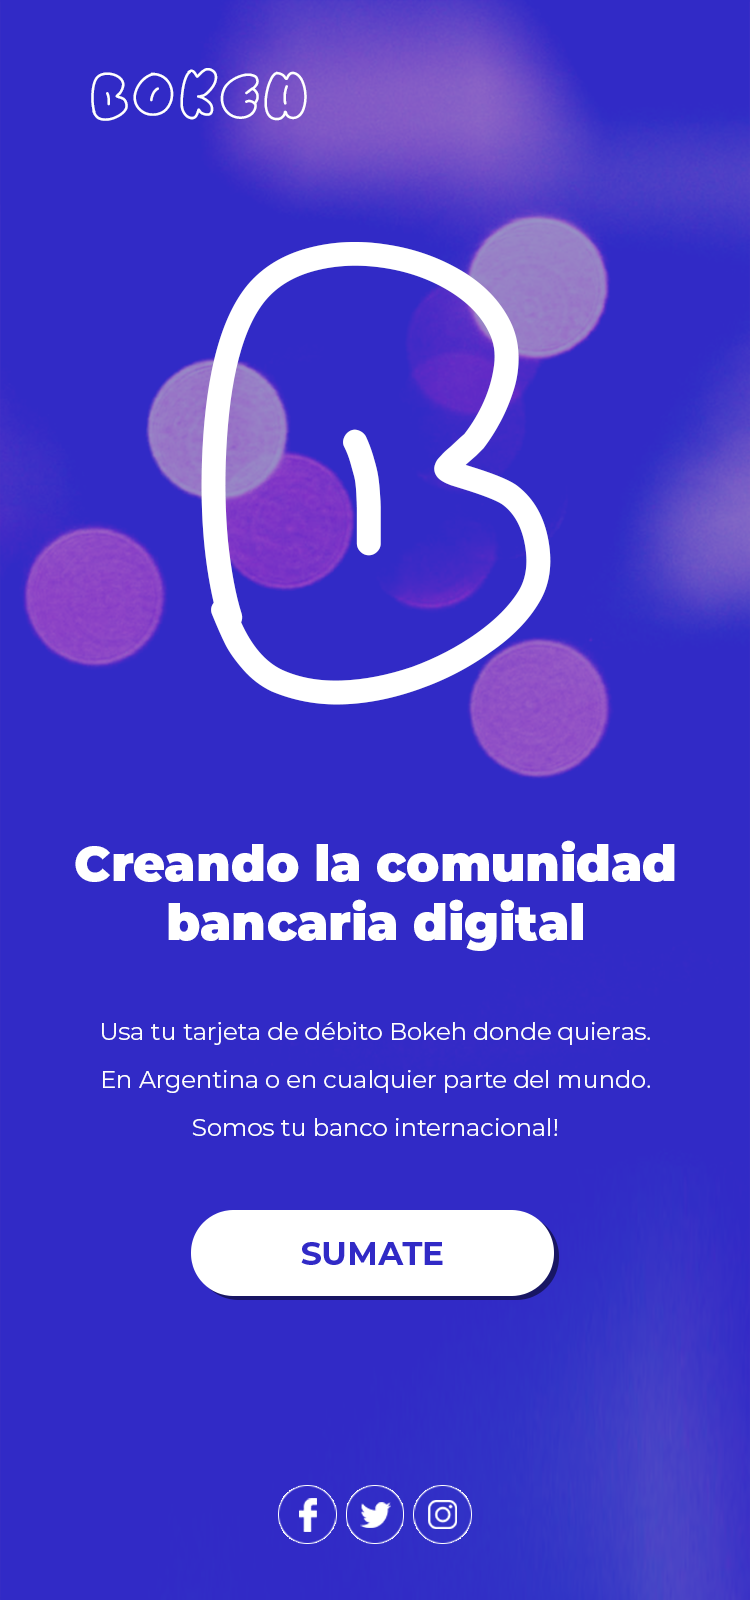 BOKEH
B
Creando la comunidad
bancaria digital
Usa tu tarjeta de débito Bokeh donde quieras.
En Argentina o en cualquier parte del mundo.
Somos tu banco internacional!
SUMATE